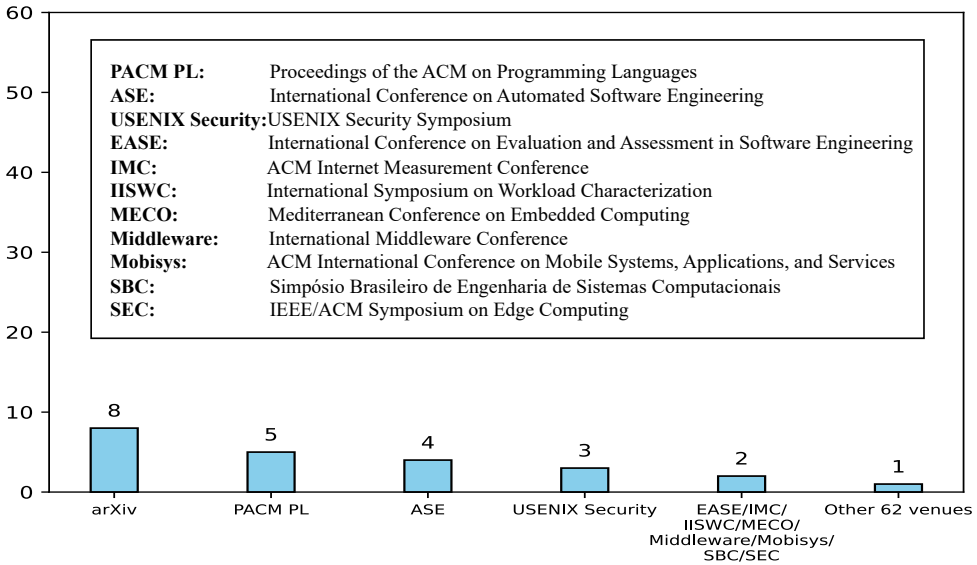 60
50
40
30
20
10
0
PACM PL: Proceedings of the ACM on Programming Languages
ASE: International Conference on Automated Software Engineering
USENIX Security:USENIX Security Symposium
EASE: International Conference on Evaluation and Assessment in Software Engineering
IMC: ACM Internet Measurement Conference
IISWC: International Symposium on Workload Characterization
MECO: Mediterranean Conference on Embedded Computing
Middleware: International Middleware Conference
Mobisys: ACM International Conference on Mobile Systems, Applications, and Services
SBC: Simpósio Brasileiro de Engenharia de Sistemas Computacionais
SEC: IEEE/ACM Symposium on Edge Computing
8
5
4
3
2
1
arXiv
PACM PL
ASE
USENIX Security
EASE/IMC/
IISWC/MECO/
Middleware/Mobisys/
SBC/SEC
Other 62 venues